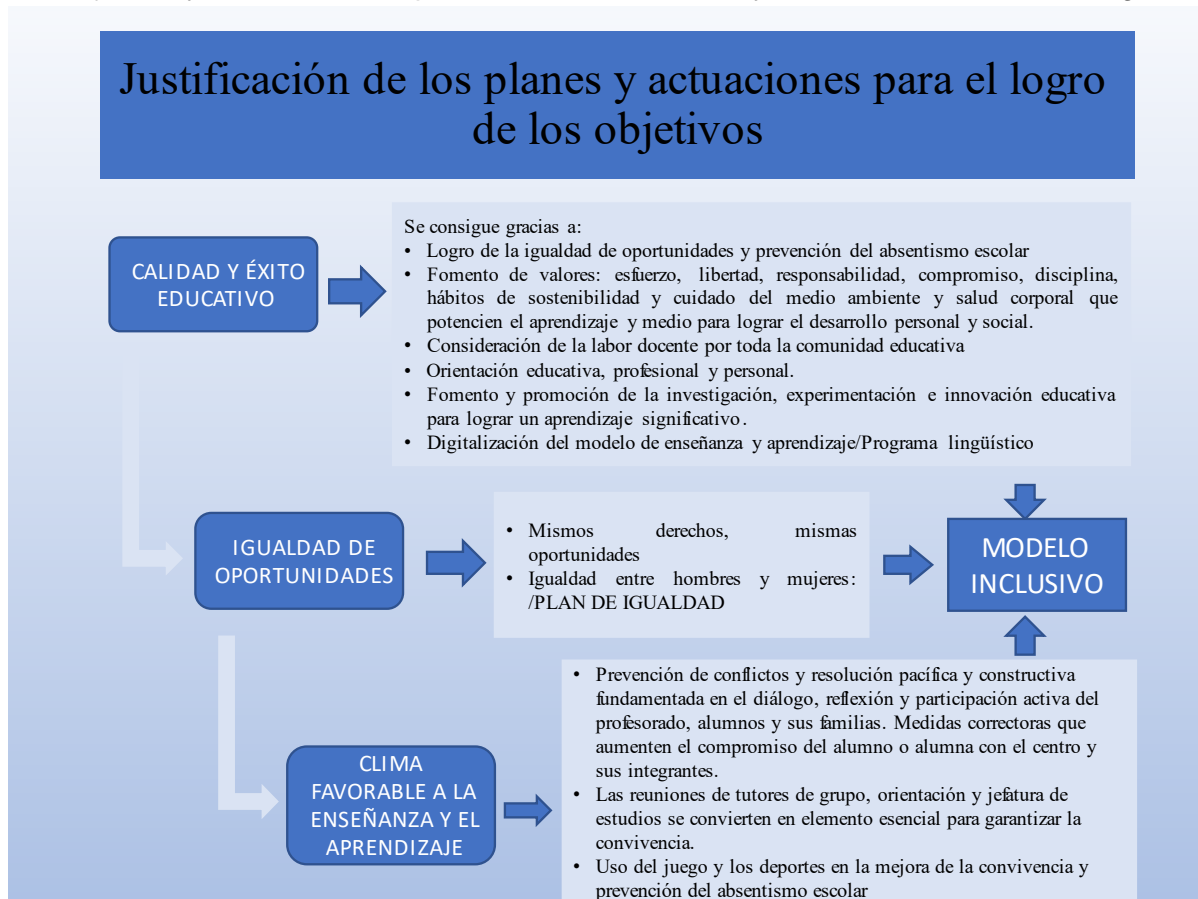 Justificación de los planes y actuaciones para el logro
de los objetivos
CALIDAD Y ÉXITO
EDUCATIVO
Se consigue gracias a:
• Logro de la igualdad de oportunidades y prevención del absentismo escolar
• Fomento de valores: esfuerzo, libertad, responsabilidad, compromiso, disciplina,
hábitos de sostenibilidad y cuidado del medio ambiente y salud corporal que
potencien el aprendizaje y medio para lograr el desarrollo personal y social.
• Consideración de la labor docente por toda la comunidad educativa
• Orientación educativa, profesional y personal.
• Fomento y promoción de la investigación, experimentación e innovación educativa
para lograr un aprendizaje significativo.
• Digitalización del modelo de enseñanza y aprendizaje/Programa lingüístico
IGUALDAD DE
OPORTUNIDADES
• Mismos derechos, mismas
oportunidades
• Igualdad entre hombres y mujeres:
/PLAN DE IGUALDAD
MODELO
INCLUSIVO
CLIMA
FAVORABLE A LA
ENSEÑANZA Y EL
APRENDIZAJE
• Prevención de conflictos y resolución pacífica y constructiva
fundamentada en el diálogo, reflexión y participación activa del
profesorado, alumnos y sus familias. Medidas correctoras que
aumenten el compromiso del alumno o alumna con el centro y
sus integrantes.
• Las reuniones de tutores de grupo, orientación y jefatura de
estudios se convierten en elemento esencial para garantizar la
convivencia.
• Uso del juego y los deportes en la mejora de la convivencia y
prevención del absentismo escolar